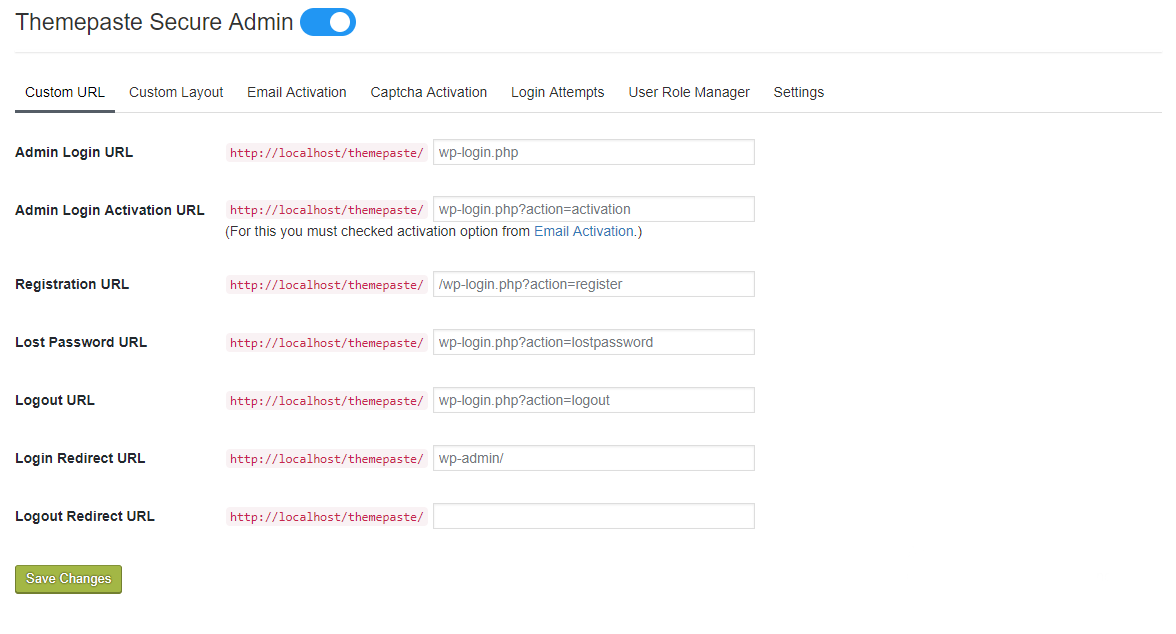 Themepaste Secure Admin
Custom URL Custom Layout Email Activation Captcha Activation Login Attempts User Role Manager Settings
Admin Login URL http://localhost/themepaste/ wp-login.php
Admin Login Activation URL http://localhost/themepaste/ wp-login.php?action=activation
(For this you must checked activation option from Email Activation.)
Registration URL http://localhost/themepaste/ /wp-login.php?action=register
Lost Password URL http://localhost/themepaste/ wp-login.php?action=lostpassword
Logout URL http://localhost/themepaste/ wp-login.php?action=logout
Login Redirect URL http://localhost/themepaste/ wp-admin/
Logout Redirect URL http://localhost/themepaste/
Save Changes